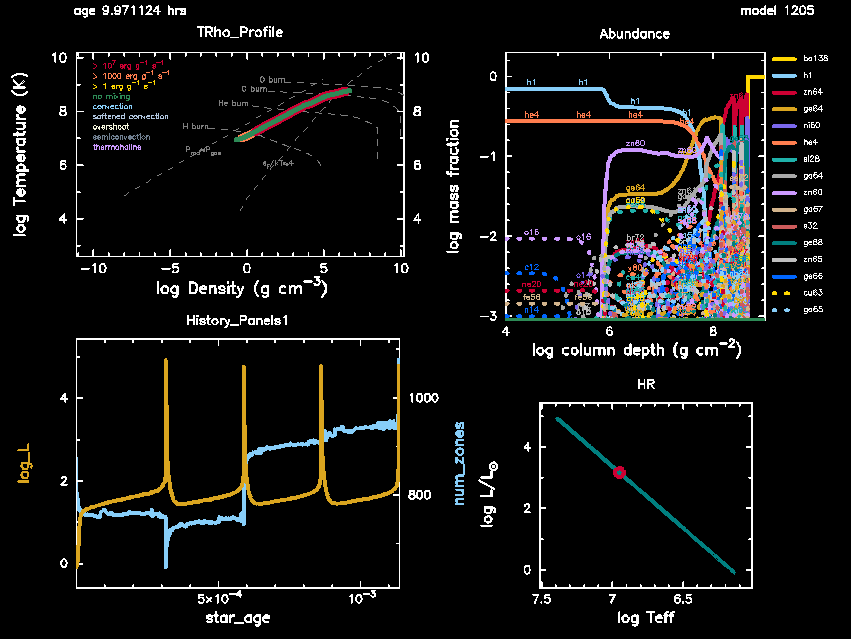 age 9.971124 hrs
model 1205
TRho_Profile
log Temperature (K)
10
8
6
4
> 10⁷ erg g⁻¹ s⁻¹
> 1000 erg g⁻¹ s⁻¹
> 1 erg g⁻¹ s⁻¹
no mixing
convection
softened convection
overshoot
semiconvection
thermohaline
O burn
C burn
He burn
H burn
10
8
6
4
−10
−5
0
5
10
log Density (g cm⁻³)
Abundance
log mass fraction
0
−1
−2
−3
h1
h1
h1
he4
he4
he4
he4
zn60
zn60
ge64
ge64
o16
o16
c12
ne20
fe56
n14
br72
4
6
8
log column depth (g cm⁻²)
ba138
h1
zn64
ge64
ni60
he4
si28
ga64
zn60
ga67
s32
ge68
zn65
ge66
cu63
ga65
History_Panels1
log_L
4
2
0
1000
800
num_zones
5×10⁻⁴
10⁻³
star_age
HR
log L/L☉
4
2
0
7.5
7
6.5
log Teff